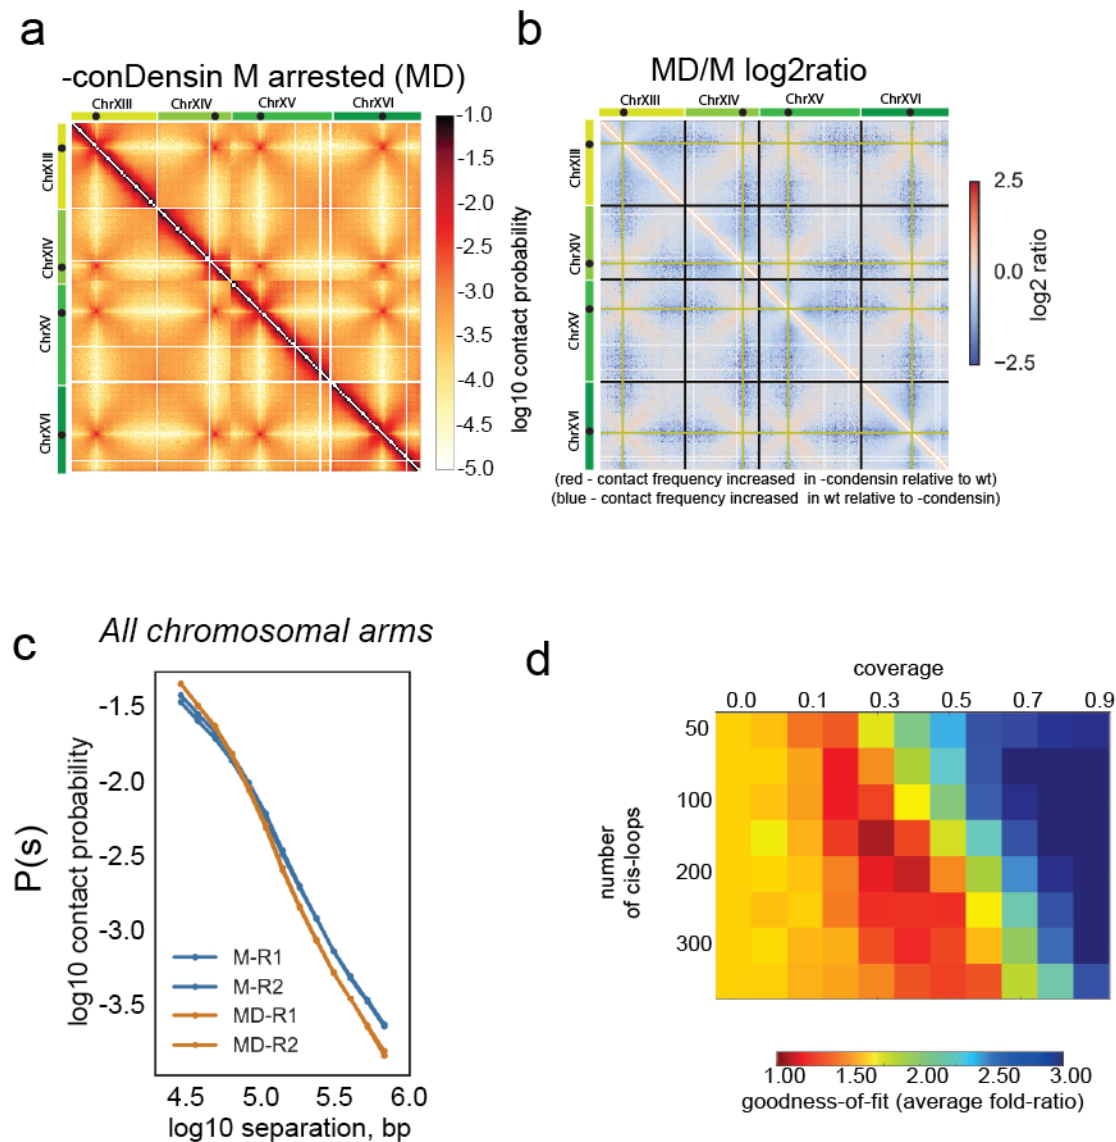 a
-conDensin M arrested (MD)
ChrXIII
ChrXIV
ChrXV
ChrXVI
ChrXIII
ChrXIV
ChrXV
ChrXVI
-1.0
-1.5
-2.0
-2.5
-3.0
-3.5
-4.0
-4.5
-5.0
log10 contact probability
b
MD/M log2ratio
ChrXIII
ChrXIV
ChrXV
ChrXVI
ChrXIII
ChrXIV
ChrXV
ChrXVI
2.5
0.0
−2.5
log2 ratio
(red - contact frequency increased in -condensin relative to wt)
(blue - contact frequency increased in wt relative to -condensin)
c
All chromosomal arms
P(s)
log10 contact probability
-1.5
-2.0
-2.5
-3.0
-3.5
M-R1
M-R2
MD-R1
MD-R2
4.5 5.0 5.5 6.0
log10 separation, bp
d
coverage
0.0 0.1 0.3 0.5 0.7 0.9
number
of cis-loops
50
100
200
300
1.00 1.50 2.00 2.50 3.00
goodness-of-fit (average fold-ratio)